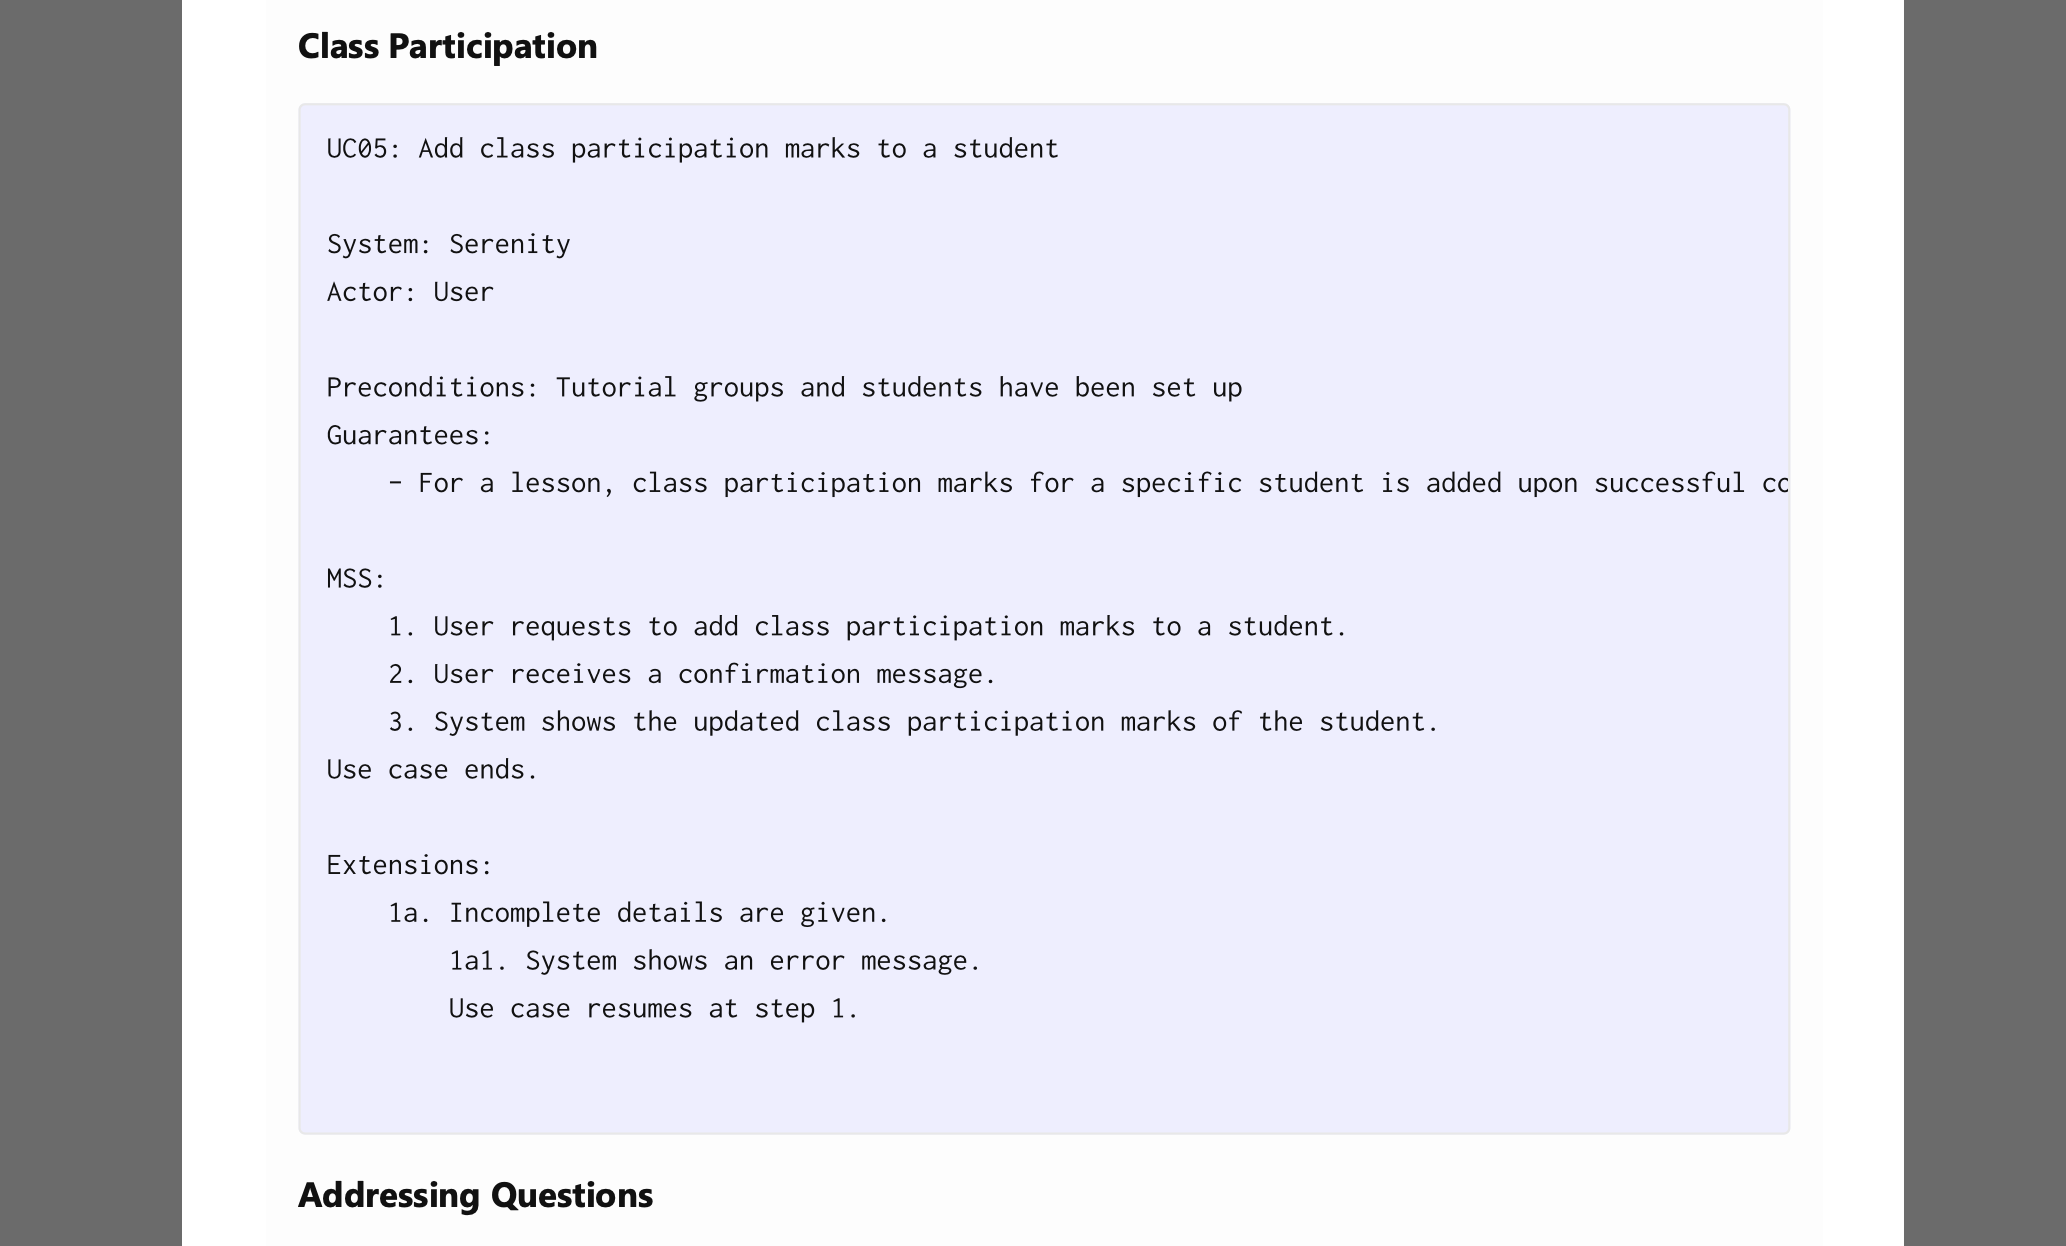 Class Participation
UC05: Add class participation marks to a student
System: Serenity
Actor: User
Preconditions: Tutorial groups and students have been set up
Guarantees:
– For a lesson, class participation marks for a specific student is added upon successful
MSS:
1. User requests to add class participation marks to a student.
2. User receives a confirmation message.
3. System shows the updated class participation marks of the student.
Use case ends.
Extensions:
1a. Incomplete details are given.
1a1. System shows an error message.
Use case resumes at step 1.
Addressing Questions